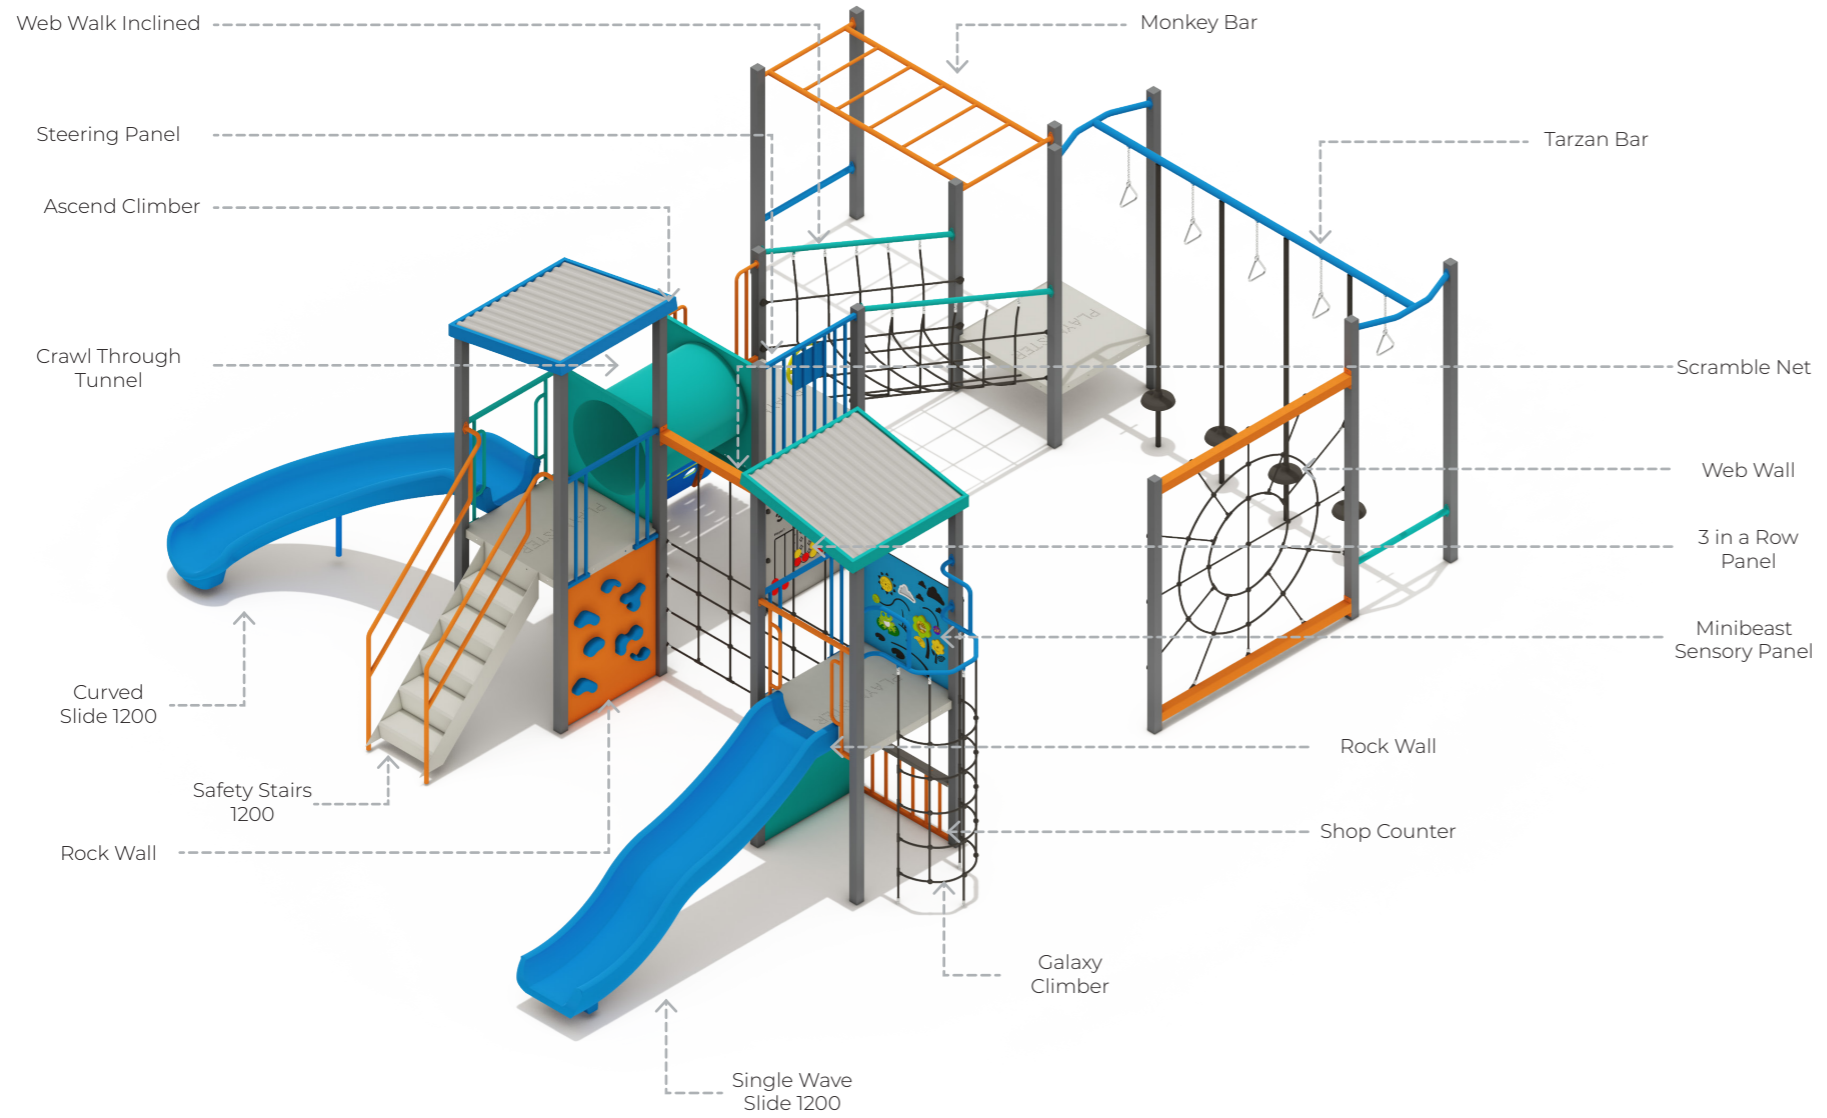 Web Walk Inclined
Monkey Bar
Steering Panel
Tarzan Bar
Ascend Climber
Crawl Through
Tunnel
Scramble Net
Web Wall
3 in a Row
Panel
Minibeast
Sensory Panel
Curved
Slide 1200
Rock Wall
Safety Stairs
1200
Shop Counter
Rock Wall
Galaxy
Climber
Single Wave
Slide 1200